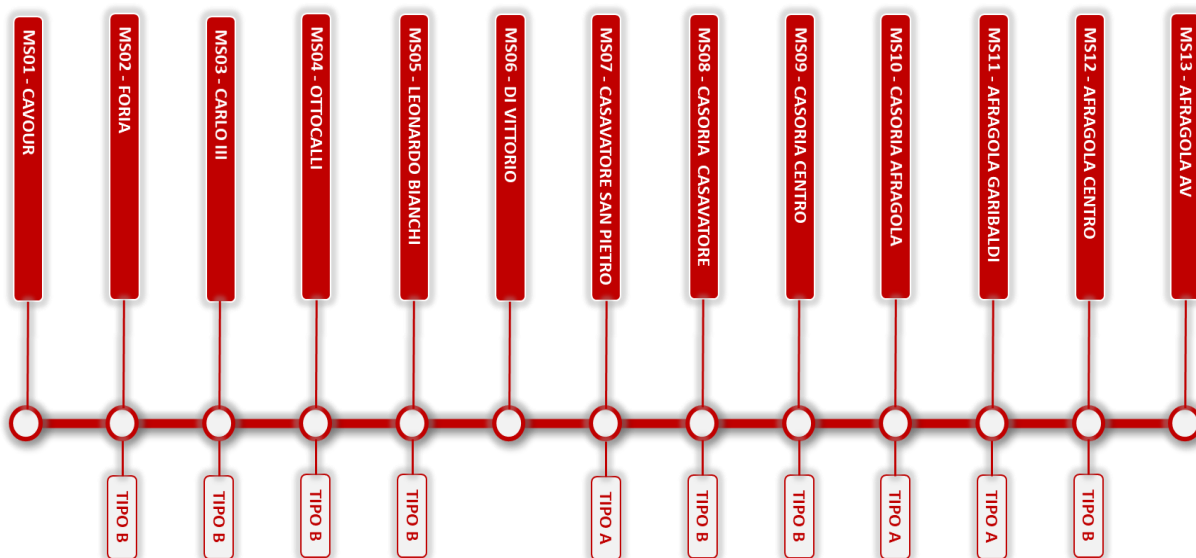 MS01 - CAVOUR
MS02 - FORIA
MS03 - CARLO III
MS04 - OTTOCALLI
MS05 - LEONARDO BIANCHI
MS06 - DI VITTORIO
MS07 - CASAVATORE SAN PIETRO
MS08 - CASORIA CASAVATORE
MS09 - CASORIA CENTRO
MS10 - CASORIA AFRAGOLA
MS11 - AFRAGOLA GARIBALDI
MS12 - AFRAGOLA CENTRO
MS13 - AFRAGOLA AV
TIPO B
TIPO B
TIPO B
TIPO B
TIPO A
TIPO B
TIPO B
TIPO A
TIPO A
TIPO B